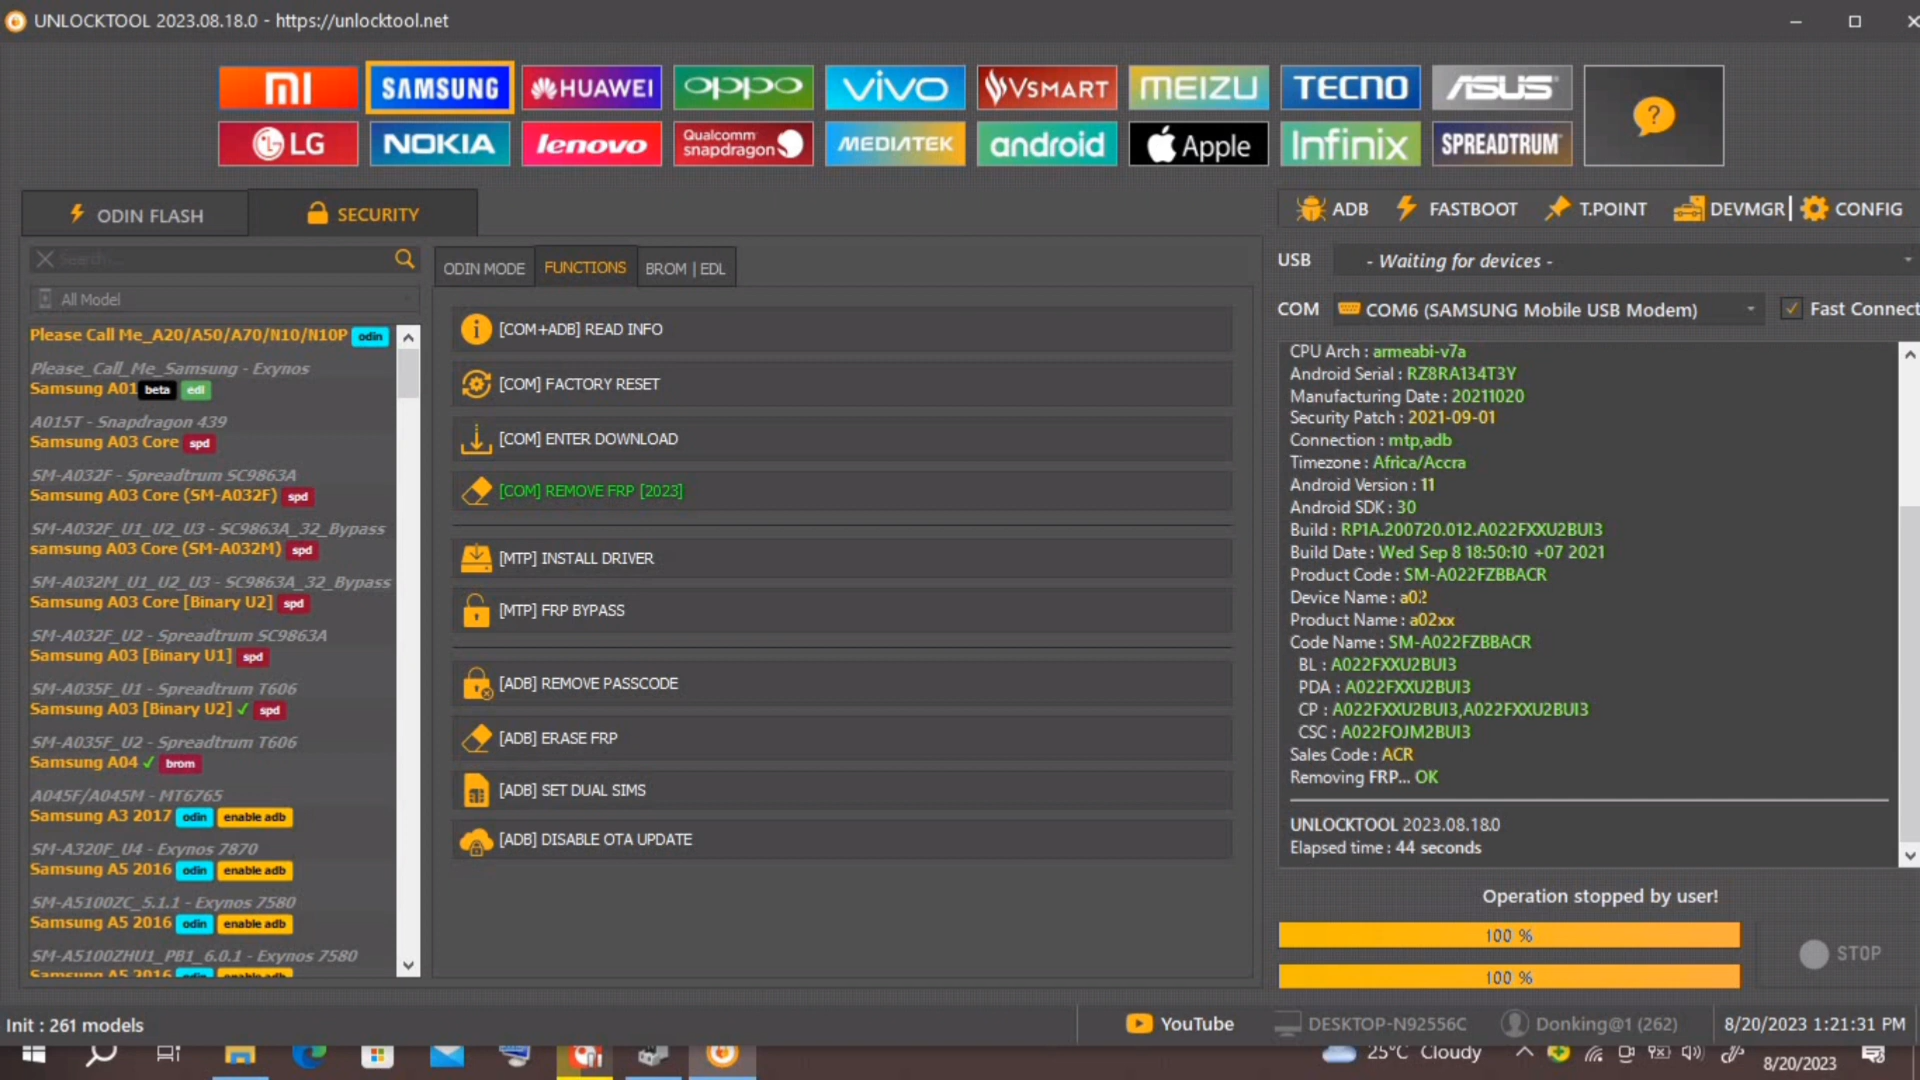 UNLOCKTOOL 2023.08.18.0 - https://unlocktool.net
mi
SAMSUNG
HUAWEI
oppo
vivo
VSMART
MEIZU
TECNO
ASUS
LG
NOKIA
lenovo
Qualcomm snapdragon
MEDIATEK
android
Apple
Infinix
SPREADTRUM
?
ODIN FLASH
SECURITY
ADB
FASTBOOT
T.POINT
DEVMGR
CONFIG
Search...
All Model
Please Call Me_A20/A50/A70/N10/N10P odin
Please_Call_Me_Samsung - Exynos
Samsung A01 beta edl
A015T - Snapdragon 439
Samsung A03 Core spd
SM-A032F - Spreadtrum SC9863A
Samsung A03 Core (SM-A032F) spd
SM-A032F_U1_U2_U3 - SC9863A_32_Bypass
samsung A03 Core (SM-A032M) spd
SM-A032M_U1_U2_U3 - SC9863A_32_Bypass
Samsung A03 Core [Binary U2] spd
SM-A032F_U2 - Spreadtrum SC9863A
Samsung A03 [Binary U1] spd
SM-A035F_U1 - Spreadtrum T606
Samsung A03 [Binary U2] ✓ spd
SM-A035F_U2 - Spreadtrum T606
Samsung A04 ✓ brom
A045F/A045M - MT6765
Samsung A3 2017 odin enable adb
SM-A320F_U4 - Exynos 7870
Samsung A5 2016 odin enable adb
SM-A5100ZC_5.1.1 - Exynos 7580
Samsung A5 2016 odin enable adb
SM-A5100ZHU1_PB1_6.0.1 - Exynos 7580
Samsung A5 2016 odin enable adb
ODIN MODE
FUNCTIONS
BROM | EDL
[COM+ADB] READ INFO
[COM] FACTORY RESET
[COM] ENTER DOWNLOAD
[COM] REMOVE FRP [2023]
[MTP] INSTALL DRIVER
[MTP] FRP BYPASS
[ADB] REMOVE PASSCODE
[ADB] ERASE FRP
[ADB] SET DUAL SIMS
[ADB] DISABLE OTA UPDATE
USB - Waiting for devices -
COM COM6 (SAMSUNG Mobile USB Modem) Fast Connect
CPU Arch : armeabi-v7a
Android Serial : RZ8RA134T3Y
Manufacturing Date : 20211020
Security Patch : 2021-09-01
Connection : mtp,adb
Timezone : Africa/Accra
Android Version : 11
Android SDK : 30
Build : RP1A.200720.012.A022FXXU2BUI3
Build Date : Wed Sep 8 18:50:10 +07 2021
Product Code : SM-A022FZBBACR
Device Name : a02
Product Name : a02xx
Code Name : SM-A022FZBBACR
BL : A022FXXU2BUI3
PDA : A022FXXU2BUI3
CP : A022FXXU2BUI3,A022FXXU2BUI3
CSC : A022FOJM2BUI3
Sales Code : ACR
Removing FRP... OK
UNLOCKTOOL 2023.08.18.0
Elapsed time : 44 seconds
Operation stopped by user!
100 %
100 %
STOP
Init : 261 models
YouTube
DESKTOP-N92556C
Donking@1 (262)
8/20/2023 1:21:31 PM
25°C Cloudy
8/20/2023